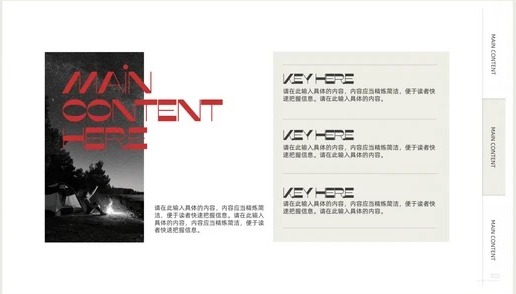 MAIN
CONTENT
HERE
请在此输入具体的内容，内容应当精炼简
洁，便于读者快速把握信息。请在此输入
具体的内容，内容应当精炼简洁，便于读
者快速把握信息。
KEY HERE
请在此输入具体的内容，内容应当精炼简洁，便于读者快
速把握信息。请在此输入具体的内容。
KEY HERE
请在此输入具体的内容，内容应当精炼简洁，便于读者快
速把握信息。请在此输入具体的内容。
KEY HERE
请在此输入具体的内容，内容应当精炼简洁，便于读者快
速把握信息。请在此输入具体的内容。
MAIN CONTENT
MAIN CONTENT
MAIN CONTENT